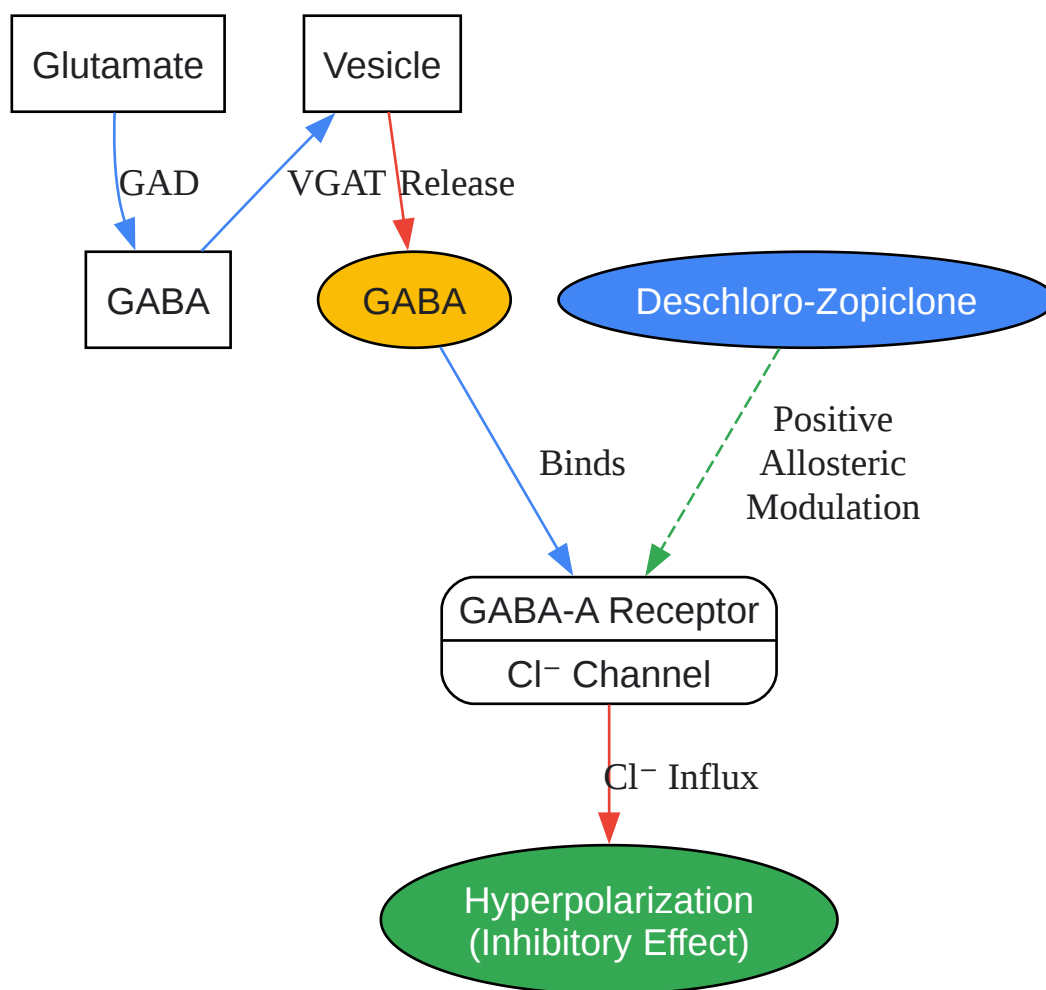 Glutamate
Vesicle
GAD
VGAT
Release
GABA
GABA
Deschloro-Zopiclone
Binds
Positive
Allosteric
Modulation
GABA-A Receptor
Cl⁻ Channel
Cl⁻ Influx
Hyperpolarization
(Inhibitory Effect)